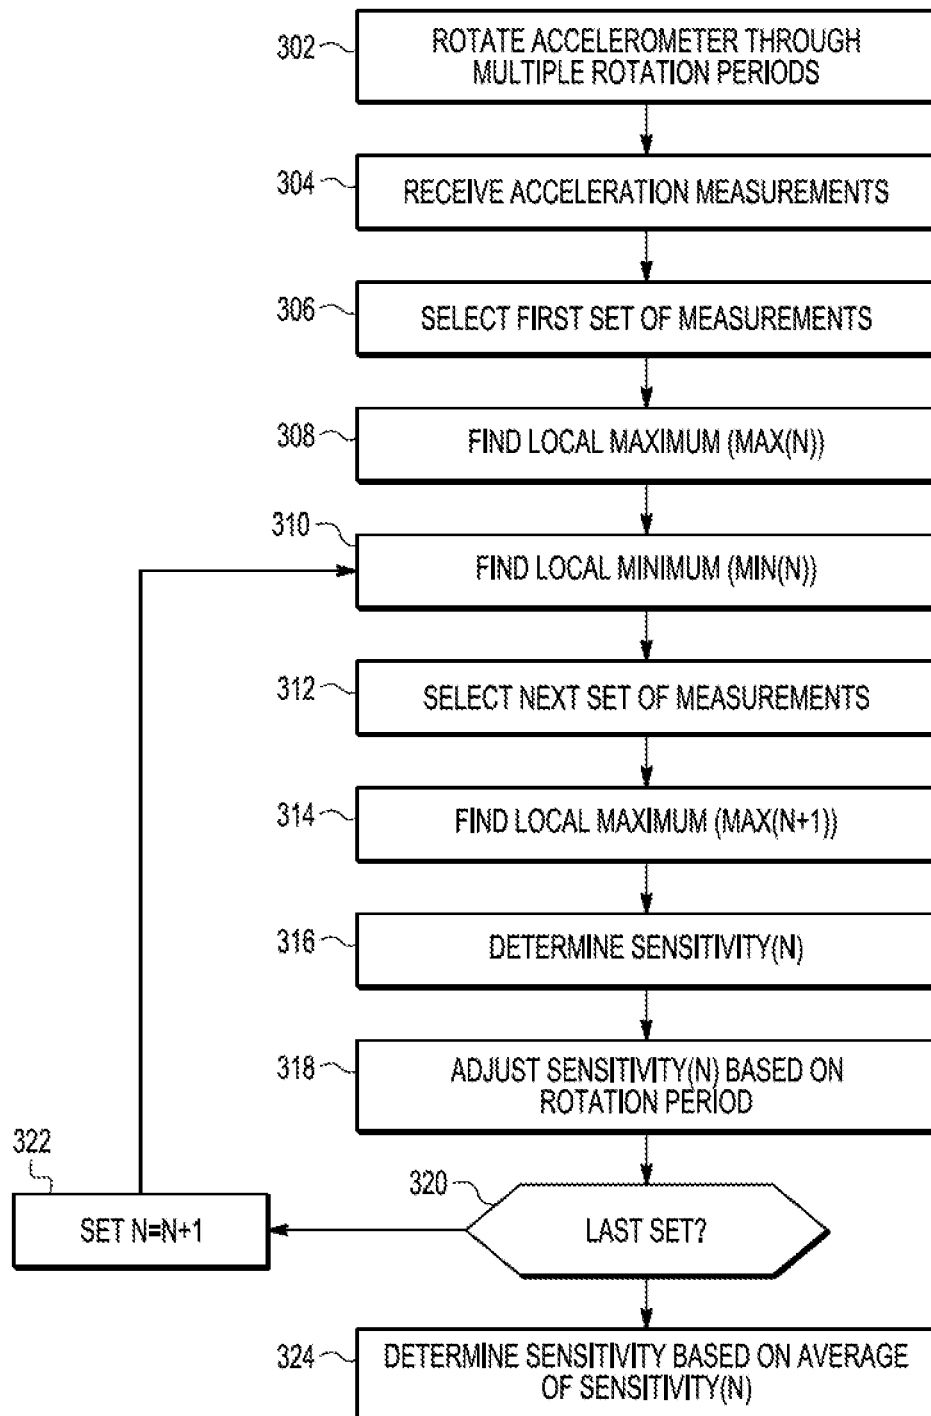 302
ROTATE ACCELEROMETER THROUGH
MULTIPLE ROTATION PERIODS
304
RECEIVE ACCELERATION MEASUREMENTS
306
SELECT FIRST SET OF MEASUREMENTS
308
FIND LOCAL MAXIMUM (MAX(N))
310
FIND LOCAL MINIMUM (MIN(N))
312
SELECT NEXT SET OF MEASUREMENTS
314
FIND LOCAL MAXIMUM (MAX(N+1))
316
DETERMINE SENSITIVITY(N)
318
ADJUST SENSITIVITY(N) BASED ON
ROTATION PERIOD
322
SET N=N+1
320
LAST SET?
324
DETERMINE SENSITIVITY BASED ON AVERAGE
OF SENSITIVITY(N)